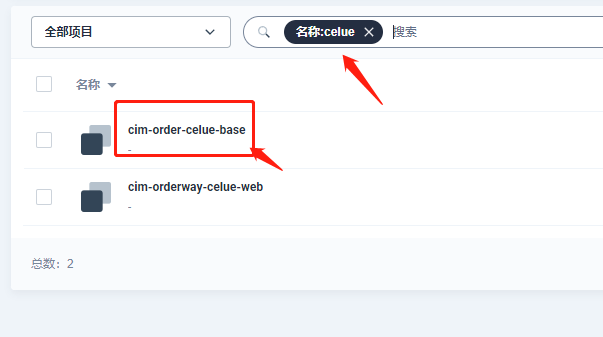 全部项目
名称:celue 搜索
名称
cim-order-celue-base
-
cim-orderway-celue-web
-
总数：2